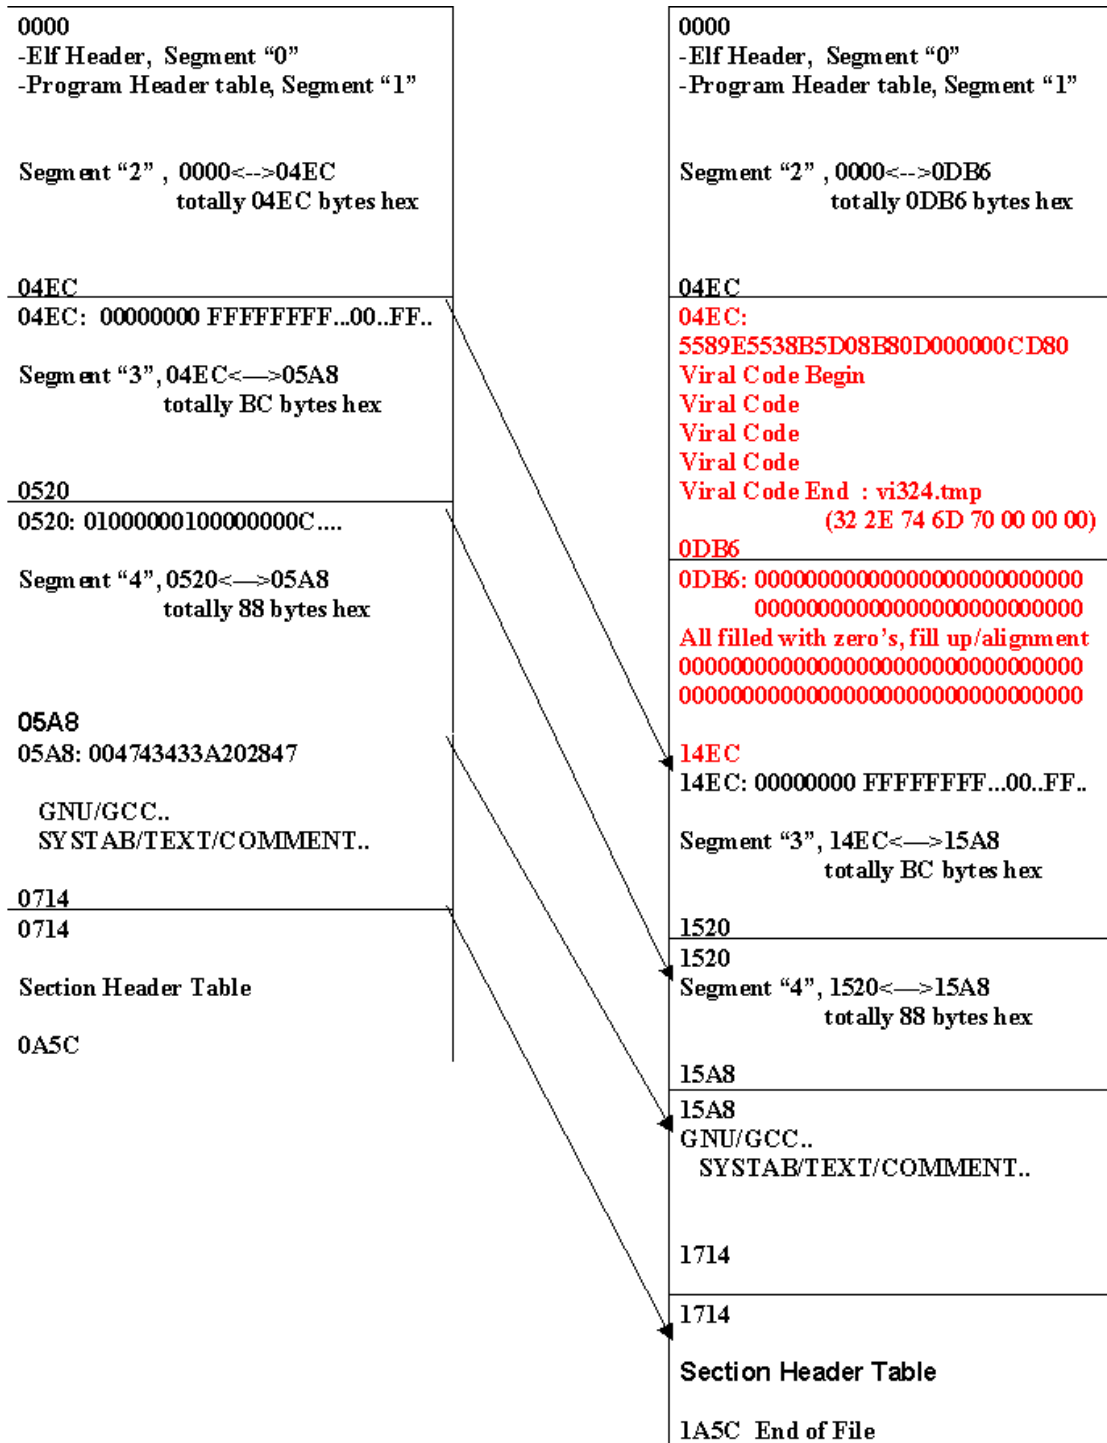 0000
-Elf Header, Segment “0”
-Program Header table, Segment “1”
Segment “2” , 0000<-->04EC
totally 04EC bytes hex
04EC
04EC: 00000000 FFFFFFFF...00..FF..
Segment “3”, 04EC<—>05A8
totally BC bytes hex
0520
0520: 01000000100000000C....
Segment “4”, 0520<—>05A8
totally 88 bytes hex
05A8
05A8: 004743433A202847
GNU/GCC..
SYSTAB/TEXT/COMMENT..
0714
0714
Section Header Table
0A5C
0000
-Elf Header, Segment “0”
-Program Header table, Segment “1”
Segment “2” , 0000<-->0DB6
totally 0DB6 bytes hex
04EC
04EC:
5589E5538B5D08B80D000000CD80
Viral Code Begin
Viral Code
Viral Code
Viral Code
Viral Code End : vi324.tmp
(32 2E 74 6D 70 00 00 00)
0DB6
0DB6: 00000000000000000000000000
00000000000000000000000000
All filled with zero’s, fill up/alignment
00000000000000000000000000000000
00000000000000000000000000000000
14EC
14EC: 00000000 FFFFFFFF...00..FF..
Segment “3”, 14EC<—>15A8
totally BC bytes hex
1520
1520
Segment “4”, 1520<—>15A8
totally 88 bytes hex
15A8
15A8
GNU/GCC..
SYSTAB/TEXT/COMMENT..
1714
1714
Section Header Table
1A5C End of File